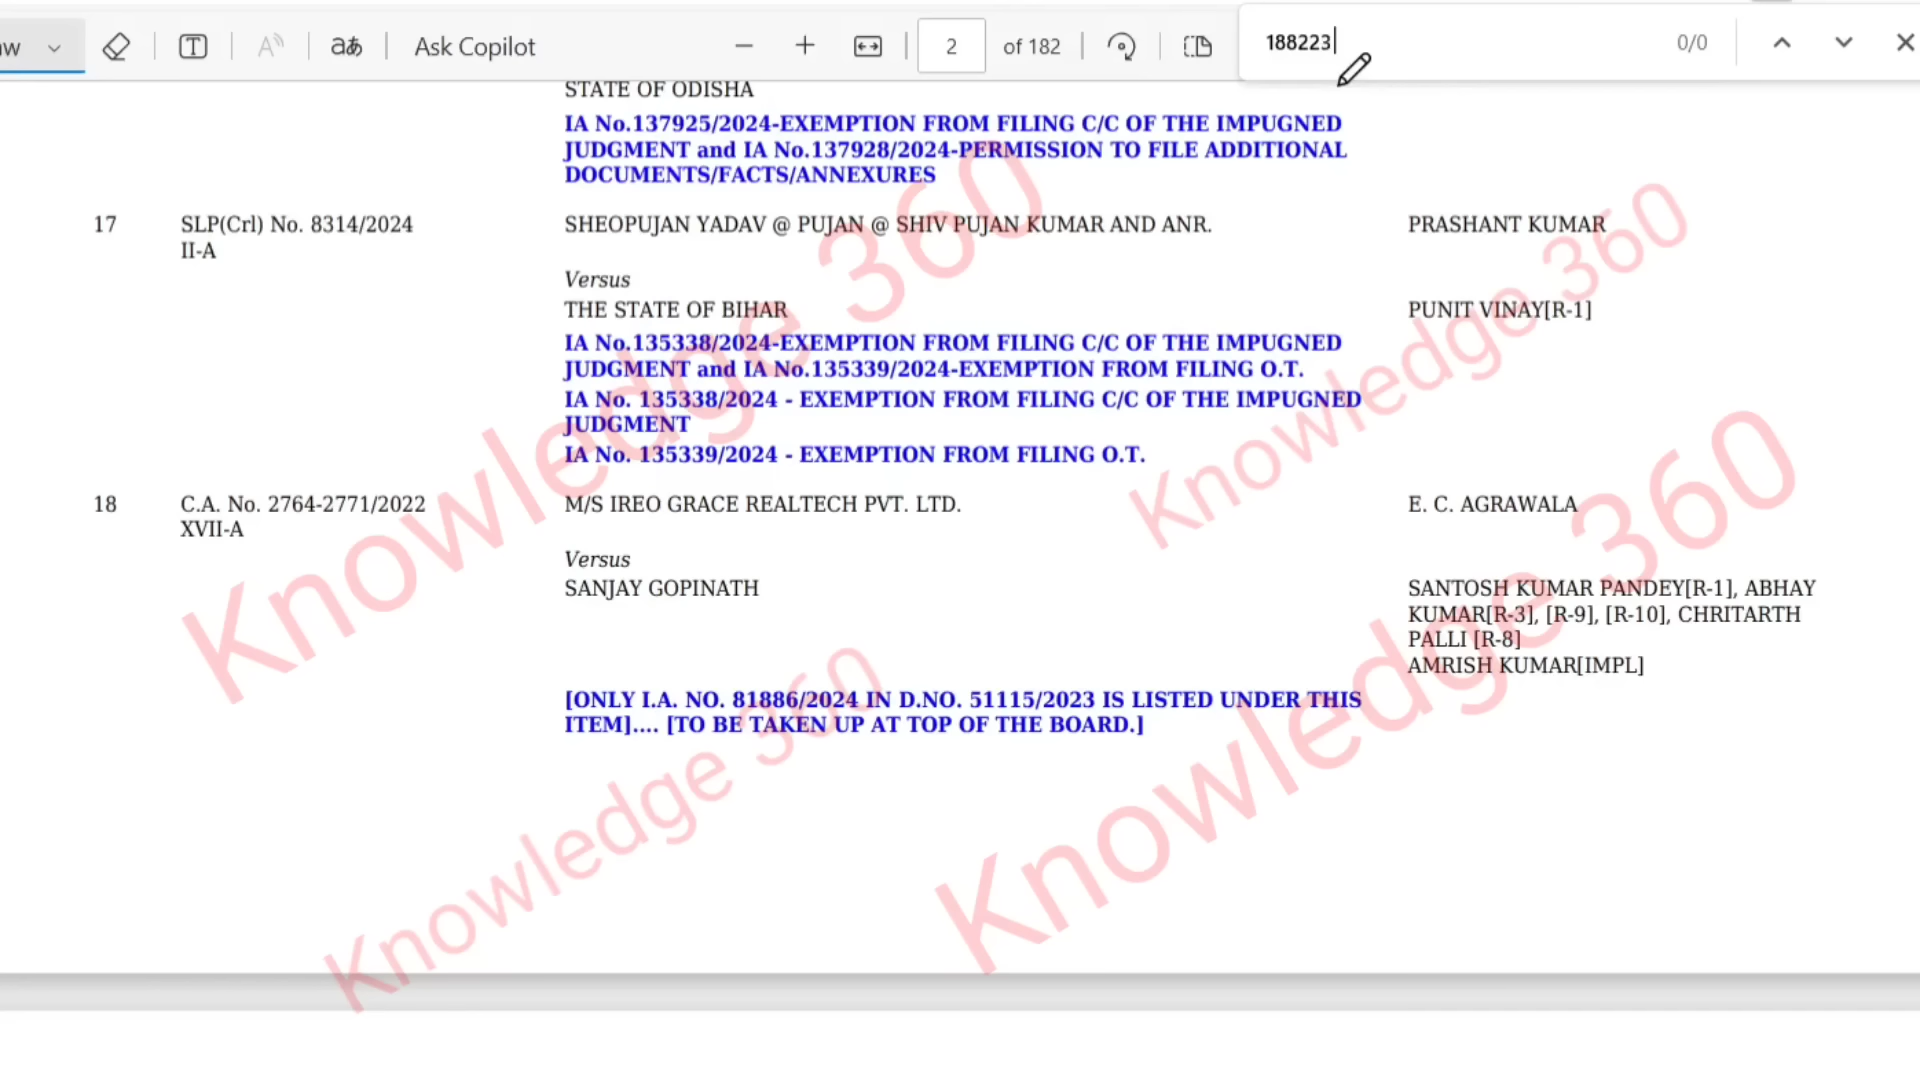 aw
T
A
aあ
Ask Copilot
2
of 182
188223
0/0
STATE OF ODISHA
IA No.137925/2024-EXEMPTION FROM FILING C/C OF THE IMPUGNED
JUDGMENT and IA No.137928/2024-PERMISSION TO FILE ADDITIONAL
DOCUMENTS/FACTS/ANNEXURES
17
SLP(Crl) No. 8314/2024
II-A
SHEOPUJAN YADAV @ PUJAN @ SHIV PUJAN KUMAR AND ANR.
PRASHANT KUMAR
Versus
THE STATE OF BIHAR
PUNIT VINAY[R-1]
IA No.135338/2024-EXEMPTION FROM FILING C/C OF THE IMPUGNED
JUDGMENT and IA No.135339/2024-EXEMPTION FROM FILING O.T.
IA No. 135338/2024 - EXEMPTION FROM FILING C/C OF THE IMPUGNED
JUDGMENT
IA No. 135339/2024 - EXEMPTION FROM FILING O.T.
18
C.A. No. 2764-2771/2022
XVII-A
M/S IREO GRACE REALTECH PVT. LTD.
E. C. AGRAWALA
Versus
SANJAY GOPINATH
SANTOSH KUMAR PANDEY[R-1], ABHAY
KUMAR[R-3], [R-9], [R-10], CHRITARTH
PALLI [R-8]
AMRISH KUMAR[IMPL]
[ONLY I.A. NO. 81886/2024 IN D.NO. 51115/2023 IS LISTED UNDER THIS
ITEM].... [TO BE TAKEN UP AT TOP OF THE BOARD.]
Knowledge 360
Knowledge 360
Knowledge 360
Knowledge 360